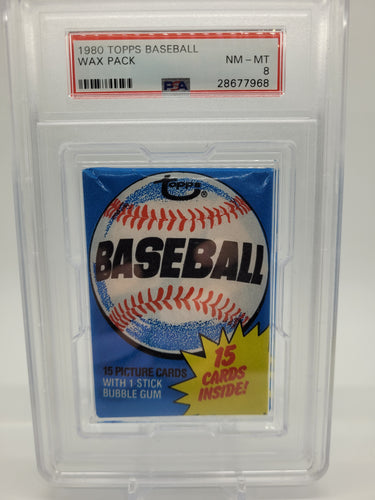 1980 TOPPS BASEBALL
WAX PACK
NM - MT
8
PSA
28677968
Topps®
BASEBALL
15 PICTURE CARDS
WITH 1 STICK
BUBBLE GUM
15
CARDS
INSIDE!